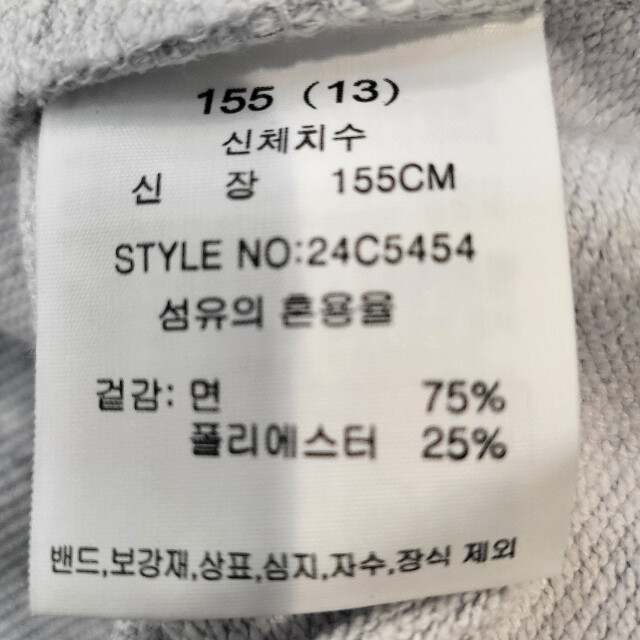 155 (13)
신체치수
신 장 155CM
STYLE NO:24C5454
섬유의 혼용율
겉감: 면 75%
폴리에스터 25%
밴드,보강재,상표,심지,자수,장식 제외